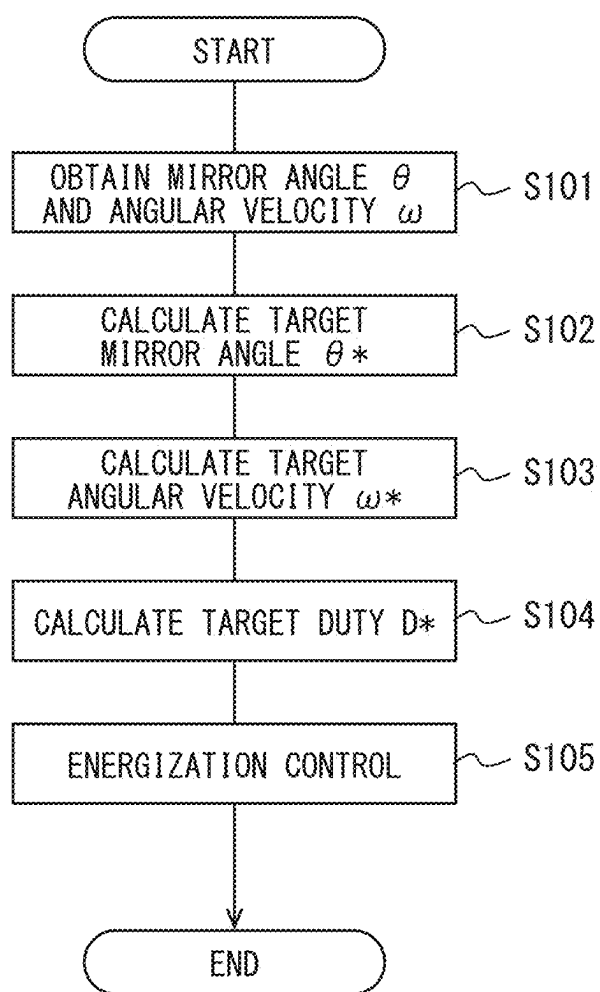 START
OBTAIN MIRROR ANGLE θ
AND ANGULAR VELOCITY ω
S101
CALCULATE TARGET
MIRROR ANGLE θ*
S102
CALCULATE TARGET
ANGULAR VELOCITY ω*
S103
CALCULATE TARGET DUTY D*
S104
ENERGIZATION CONTROL
S105
END